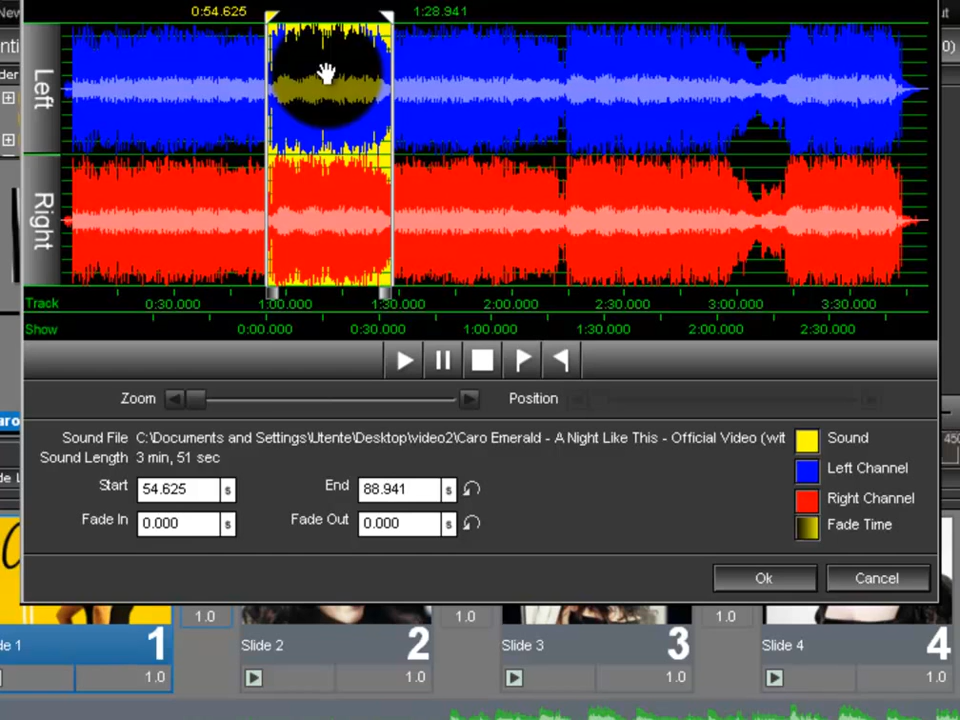 0:54.625 1:28.941
Left
Right
Track 0:30.000 1:00.000 1:30.000 2:00.000 2:30.000 3:00.000 3:30.000
Show 0:00.000 0:30.000 1:00.000 1:30.000 2:00.000 2:30.000
Zoom Position
Sound File C:\Documents and Settings\Utente\Desktop\video2\Caro Emerald - A Night Like This - Official Video (wit
Sound Length 3 min, 51 sec
Start 54.625 s End 88.941 s
Fade In 0.000 s Fade Out 0.000 s
Sound
Left Channel
Right Channel
Fade Time
Ok Cancel
1.0 1.0 1.0
de 1 1 Slide 2 2 Slide 3 3 Slide 4 4
1.0 1.0 1.0 1.0